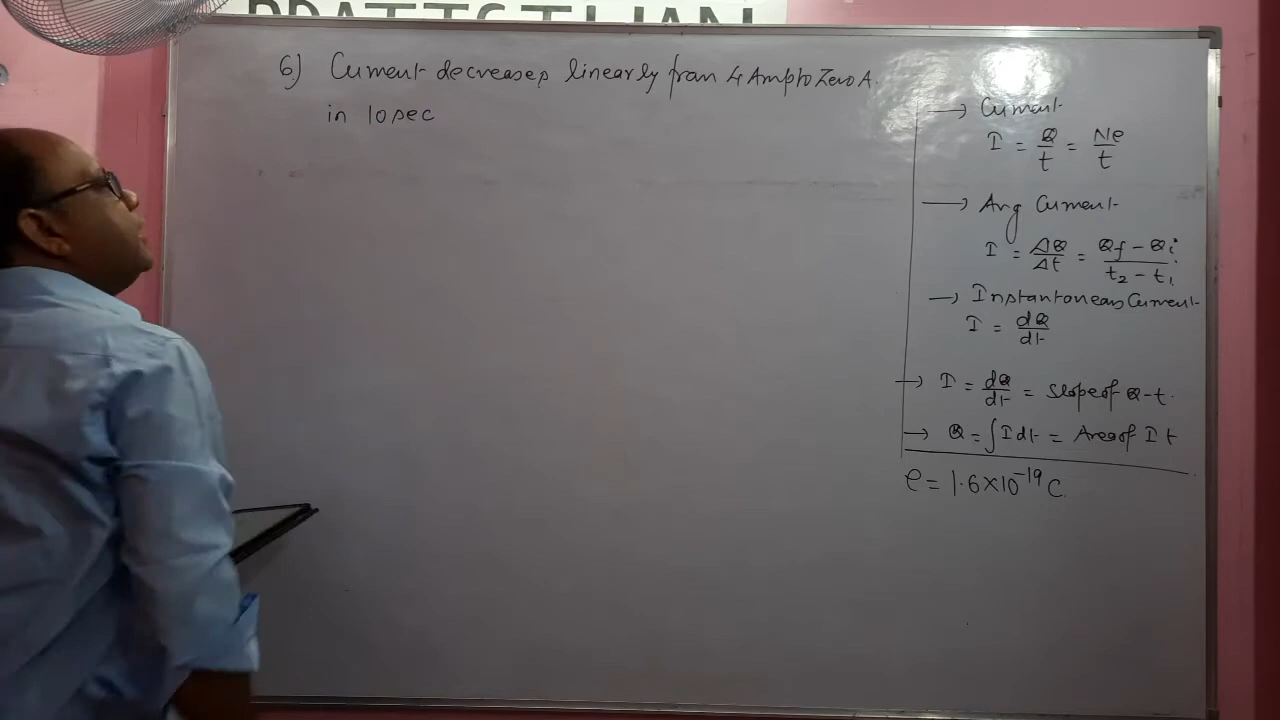 PRATISTHAN
6) Current decreases linearly from 4 Amp to Zero A.
in 10 sec
→ Current
I = Q/t = Ne/t
→ Avg Current
I = ΔQ/Δt = (Qf - Qi)/(t₂ - t₁)
→ Instantaneous Current
I = dQ/dt
→ I = dQ/dt = Slope of Q-t.
→ Q = ∫I dt = Area of I t
e = 1.6×10⁻¹⁹ C.